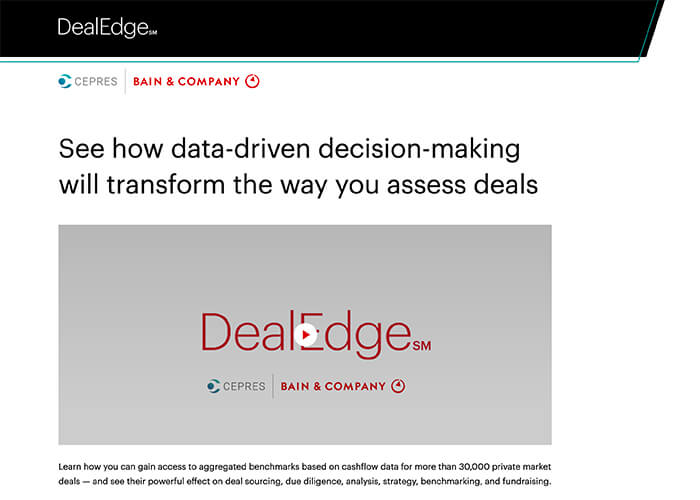 DealEdge SM
CEPRES | BAIN & COMPANY
See how data-driven decision-making
will transform the way you assess deals
DealEdge SM
CEPRES | BAIN & COMPANY
Learn how you can gain access to aggregated benchmarks based on cashflow data for more than 30,000 private market
deals — and see their powerful effect on deal sourcing, due diligence, analysis, strategy, benchmarking, and fundraising.